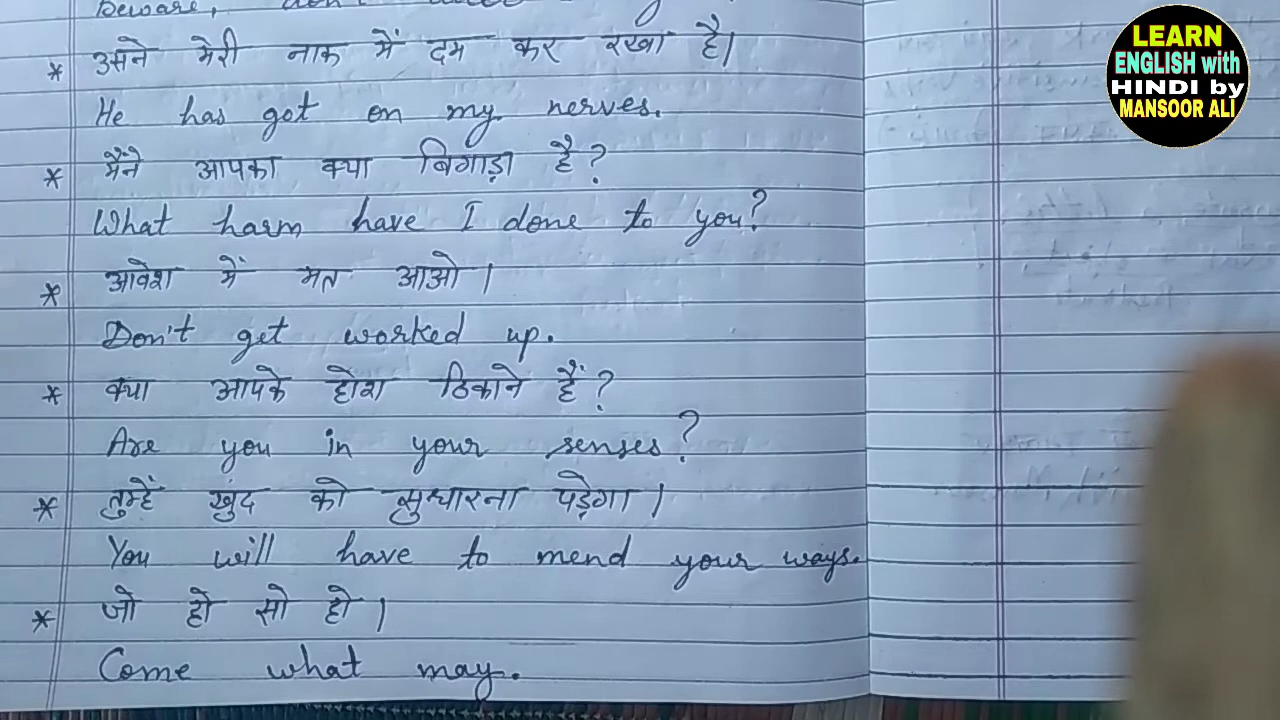 Beware, don't
* उसने मेरी नाक में दम कर रखा है।
He has got on my nerves.
* मैंने आपका क्या बिगाड़ा है?
What harm have I done to you?
* आवेश में मत आओ।
Don't get worked up.
* क्या आपके होश ठिकाने हैं?
Are you in your senses?
* तुम्हें खुद को सुधारना पड़ेगा।
You will have to mend your ways.
* जो हो सो हो।
Come what may.
LEARN
ENGLISH with
HINDI by
MANSOOR ALI